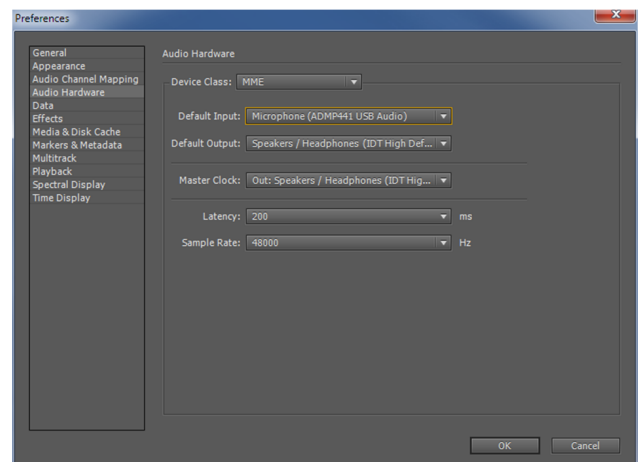 Preferences
General
Appearance
Audio Channel Mapping
Audio Hardware
Data
Effects
Media & Disk Cache
Markers & Metadata
Multitrack
Playback
Spectral Display
Time Display
Audio Hardware
Device Class: MME
Default Input: Microphone (ADMP441 USB Audio)
Default Output: Speakers / Headphones (IDT High Def...
Master Clock: Out: Speakers / Headphones (IDT Hig...
Latency: 200 ms
Sample Rate: 48000 Hz
OK Cancel